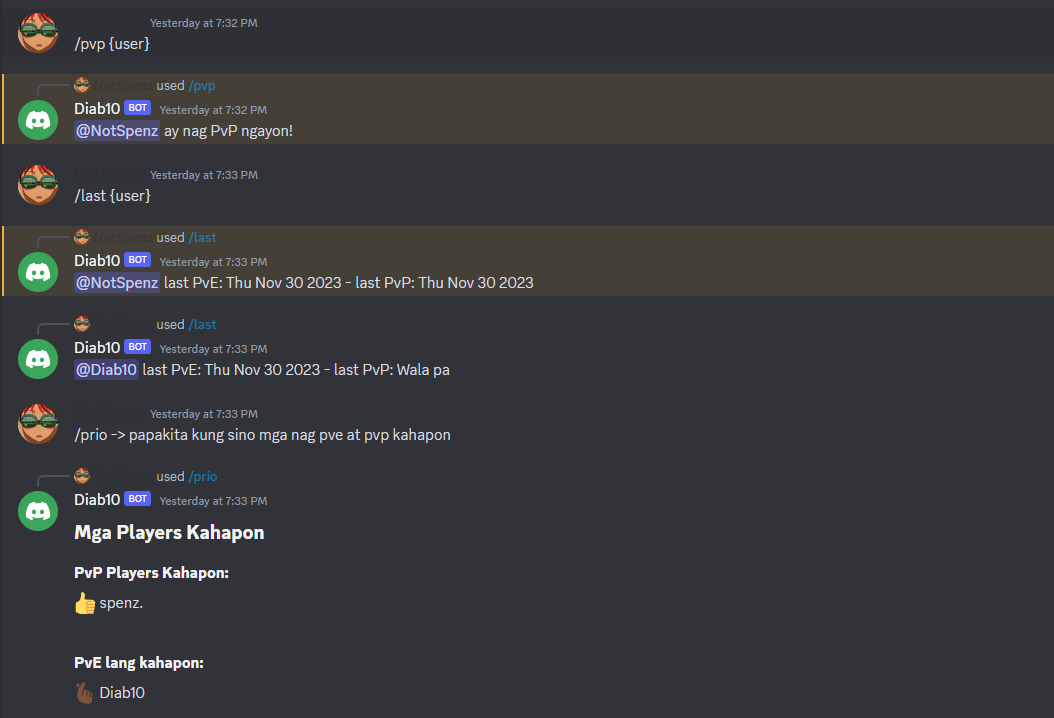 Yesterday at 7:32 PM
/pvp {user}
NotSpenz used /pvp
Diab10 BOT Yesterday at 7:32 PM
@NotSpenz ay nag PvP ngayon!
Yesterday at 7:33 PM
/last {user}
NotSpenz used /last
Diab10 BOT Yesterday at 7:33 PM
@NotSpenz last PvE: Thu Nov 30 2023 - last PvP: Thu Nov 30 2023
used /last
Diab10 BOT Yesterday at 7:33 PM
@Diab10 last PvE: Thu Nov 30 2023 - last PvP: Wala pa
Yesterday at 7:33 PM
/prio -> papakita kung sino mga nag pve at pvp kahapon
used /prio
Diab10 BOT Yesterday at 7:33 PM
Mga Players Kahapon
PvP Players Kahapon:
👍 spenz.
PvE lang kahapon:
🫰🏾 Diab10